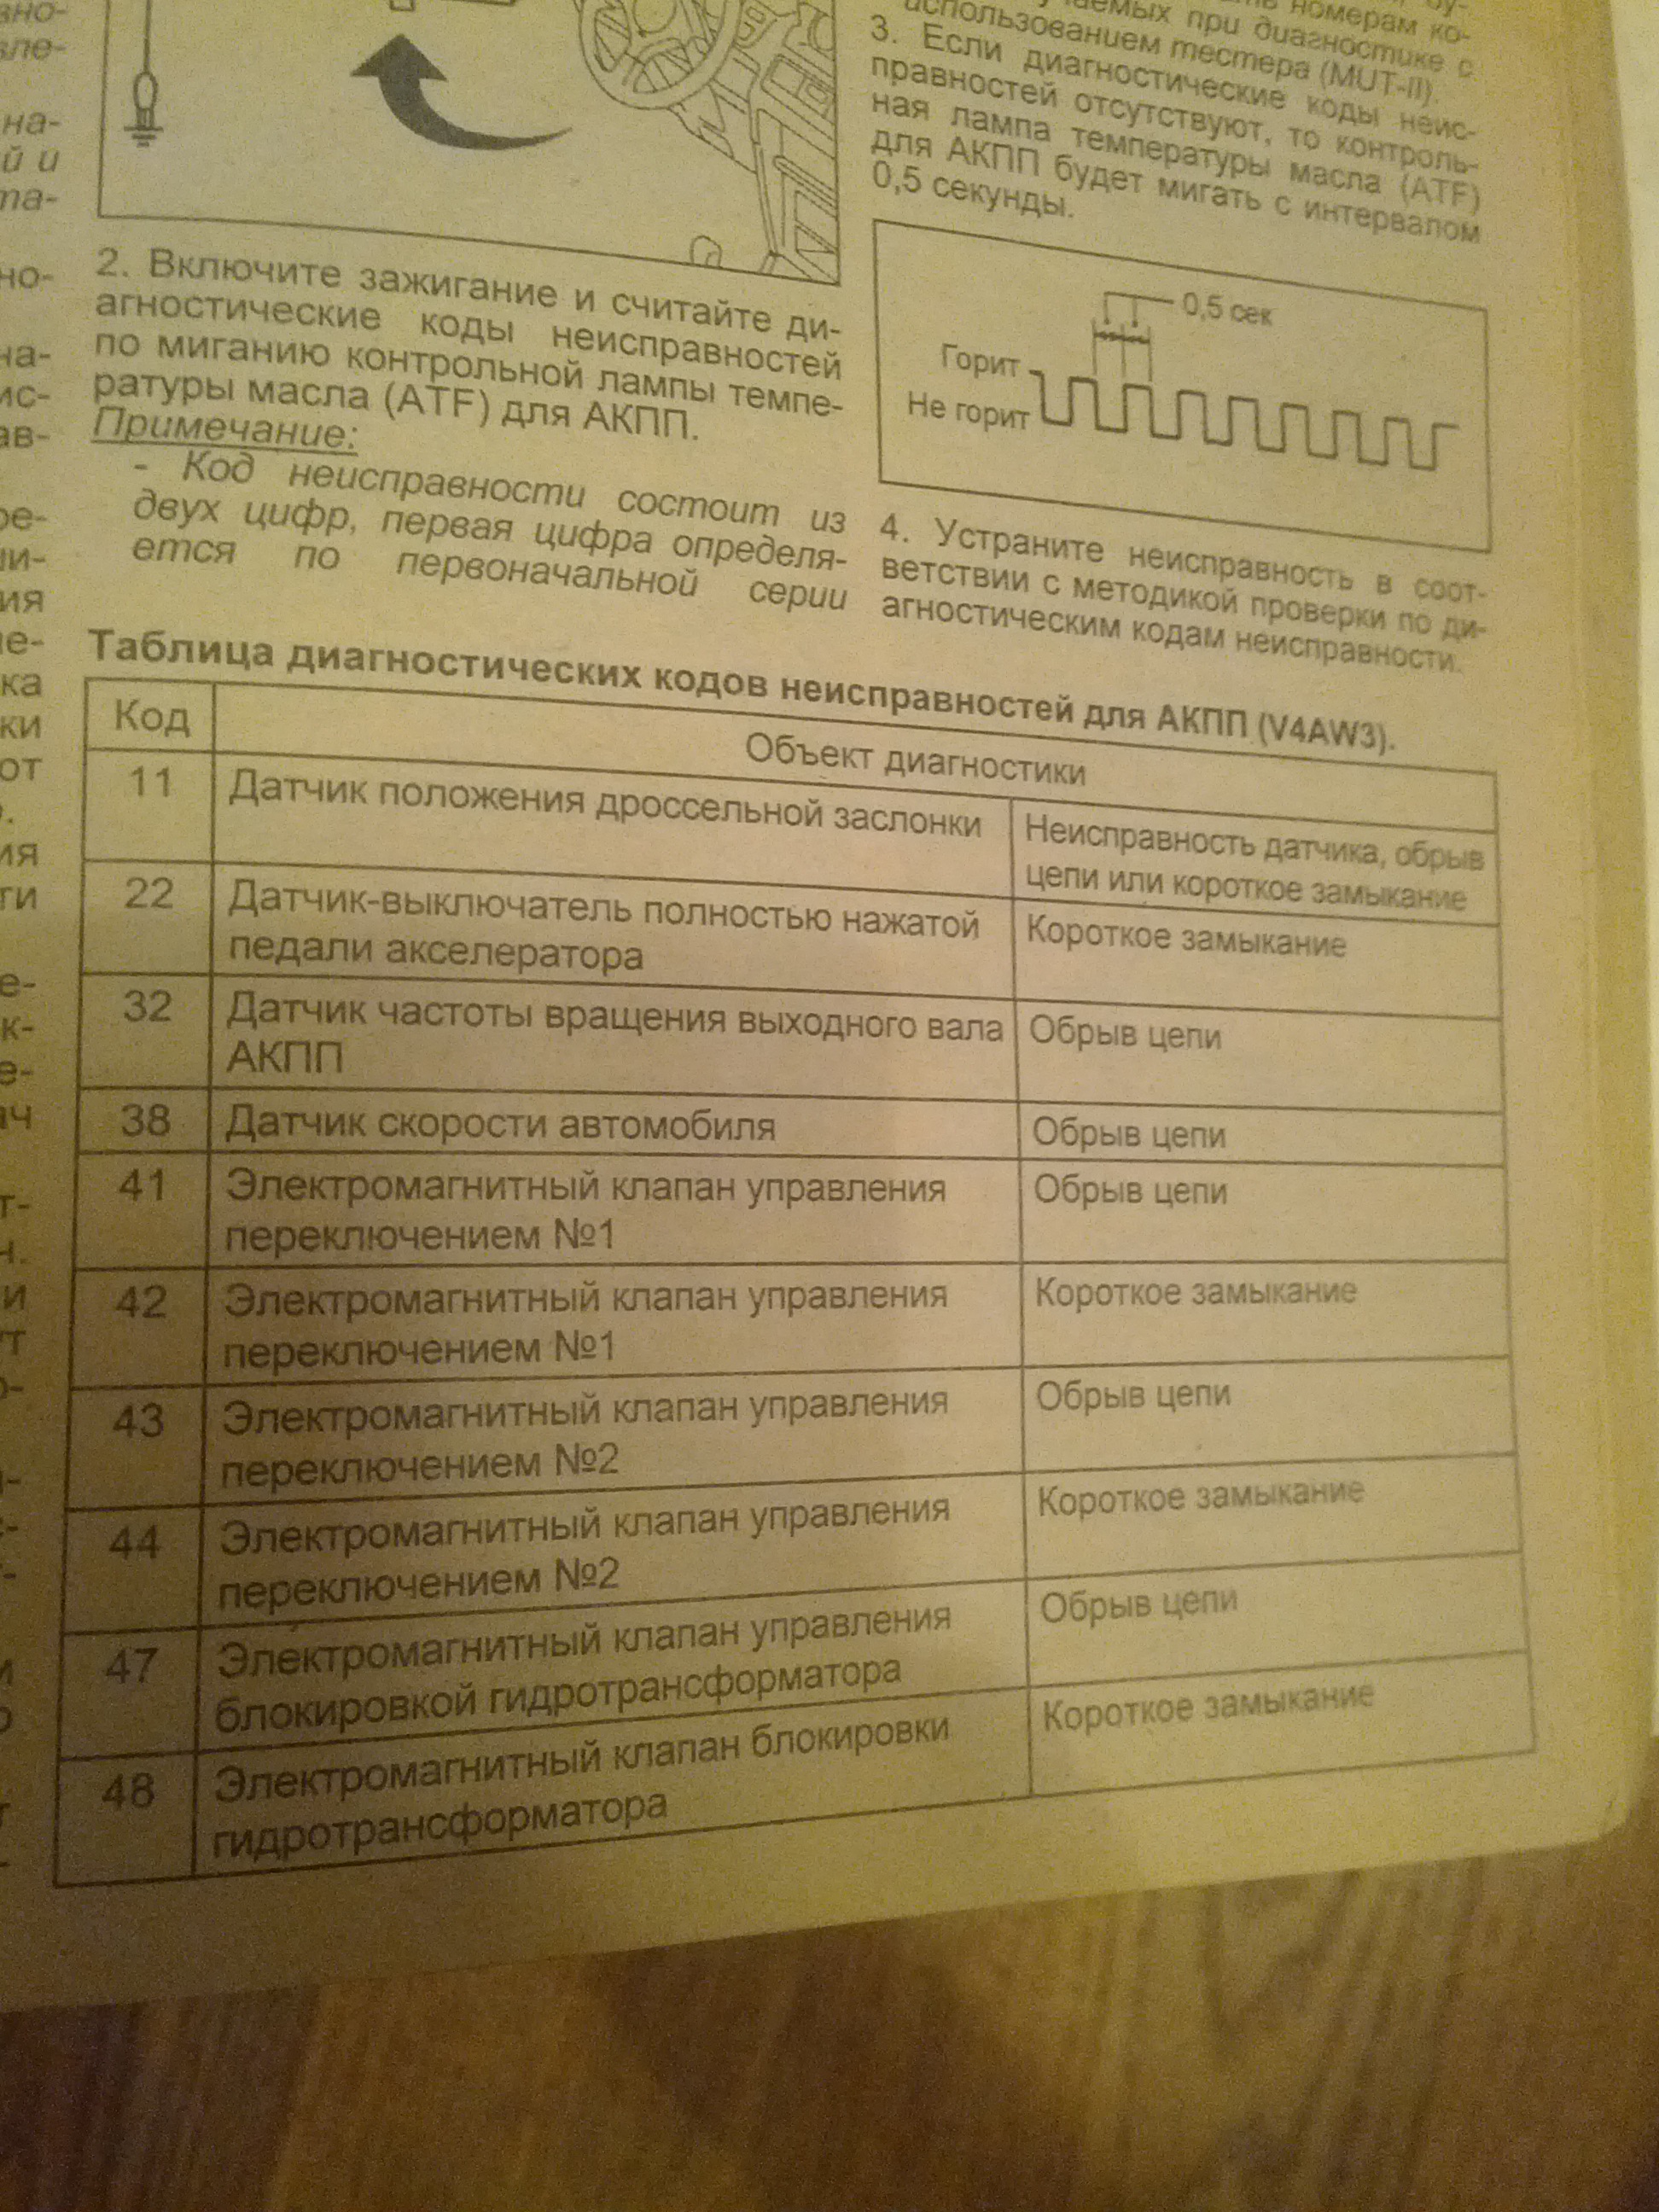 2. Включите зажигание и считайте ди-
агностические коды неисправностей
по миганию контрольной лампы темпе-
ратуры масла (ATF) для АКПП.
Примечание:
- Код неисправности состоит из
двух цифр, первая цифра определя-
ется по первоначальной серии
номерам ко-
при диагностике с
использованием тестера (MUT-II).
3. Если диагностические коды неис-
правностей отсутствуют, то контроль-
ная лампа температуры масла (ATF)
для АКПП будет мигать с интервалом
0,5 секунды.
0,5 сек
Горит
Не горит
4. Устраните неисправность в соот-
ветствии с методикой проверки по ди-
агностическим кодам неисправности.
Таблица диагностических кодов неисправностей для АКПП (V4AW3).
Код
Объект диагностики
11
Датчик положения дроссельной заслонки
Неисправность датчика, обрыв
цепи или короткое замыкание
22
Датчик-выключатель полностью нажатой
педали акселератора
Короткое замыкание
32
Датчик частоты вращения выходного вала
АКПП
Обрыв цепи
38
Датчик скорости автомобиля
Обрыв цепи
41
Электромагнитный клапан управления
переключением №1
Обрыв цепи
42
Электромагнитный клапан управления
переключением №1
Короткое замыкание
43
Электромагнитный клапан управления
переключением №2
Обрыв цепи
44
Электромагнитный клапан управления
переключением №2
Короткое замыкание
47
Электромагнитный клапан управления
блокировкой гидротрансформатора
Обрыв цепи
48
Электромагнитный клапан блокировки
гидротрансформатора
Короткое замыкание